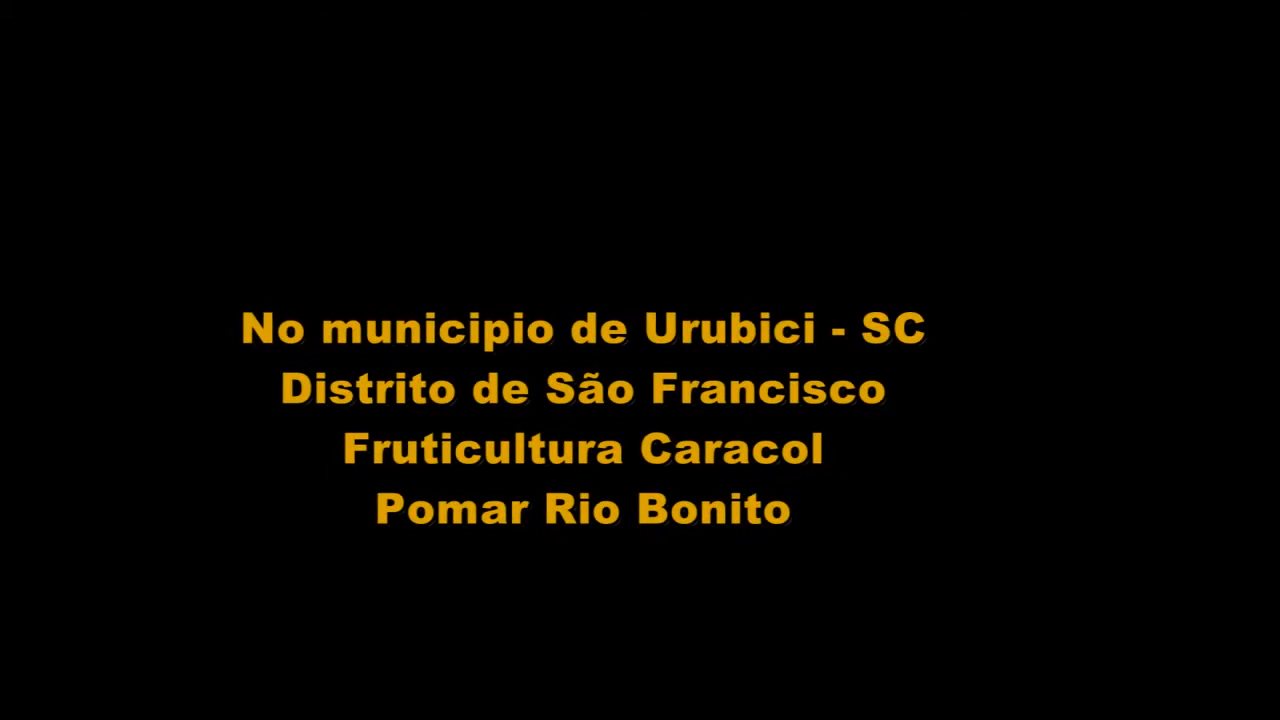 No municipio de Urubici - SC
Distrito de São Francisco
Fruticultura Caracol
Pomar Rio Bonito